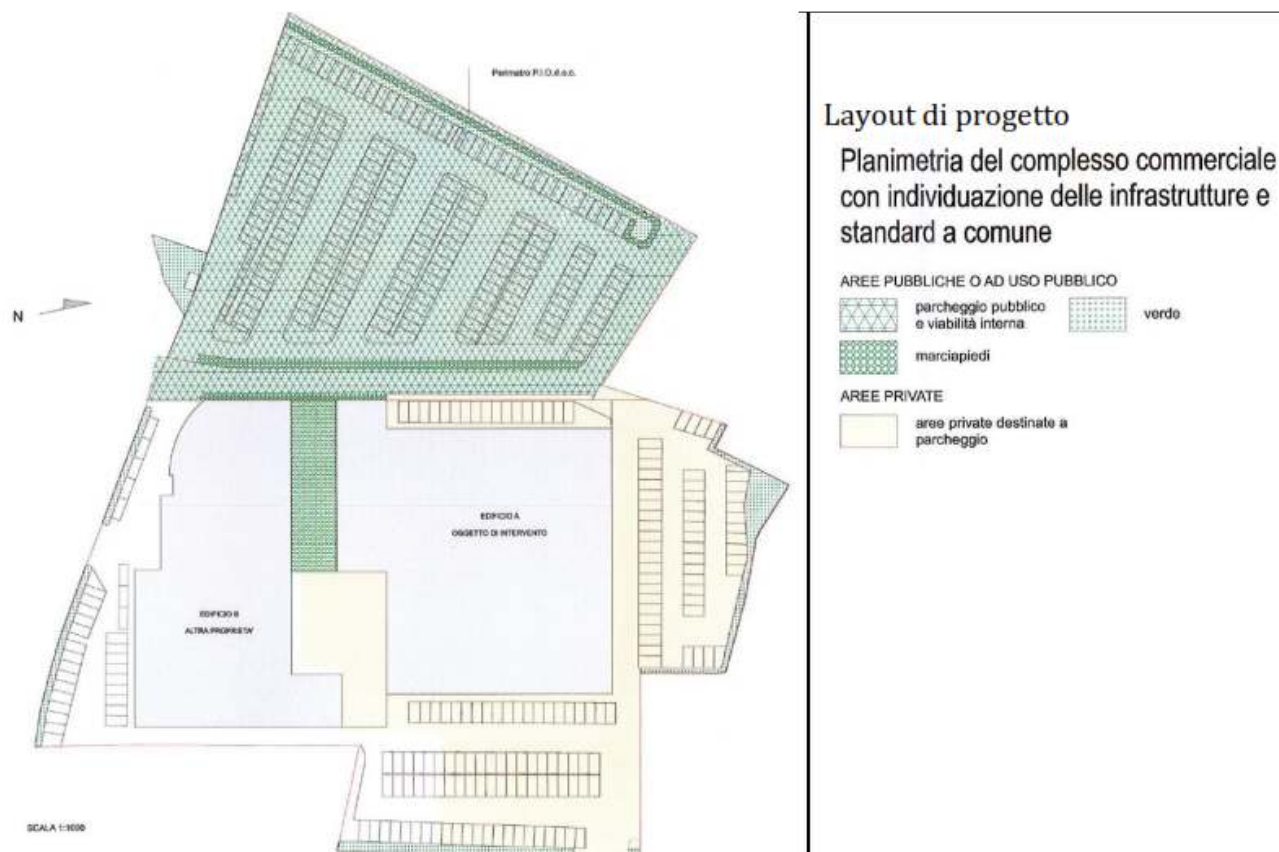 Perimetro P.I.O.d.o.c.
N
EDIFICIO A
OGGETTO DI INTERVENTO
EDIFICIO B
ALTRA PROPRIETA'
SCALA 1:1000
Layout di progetto
Planimetria del complesso commerciale
con individuazione delle infrastrutture e
standard a comune
AREE PUBBLICHE O AD USO PUBBLICO
parcheggio pubblico
e viabilità interna
verde
marciapiedi
AREE PRIVATE
aree private destinate a
parcheggio